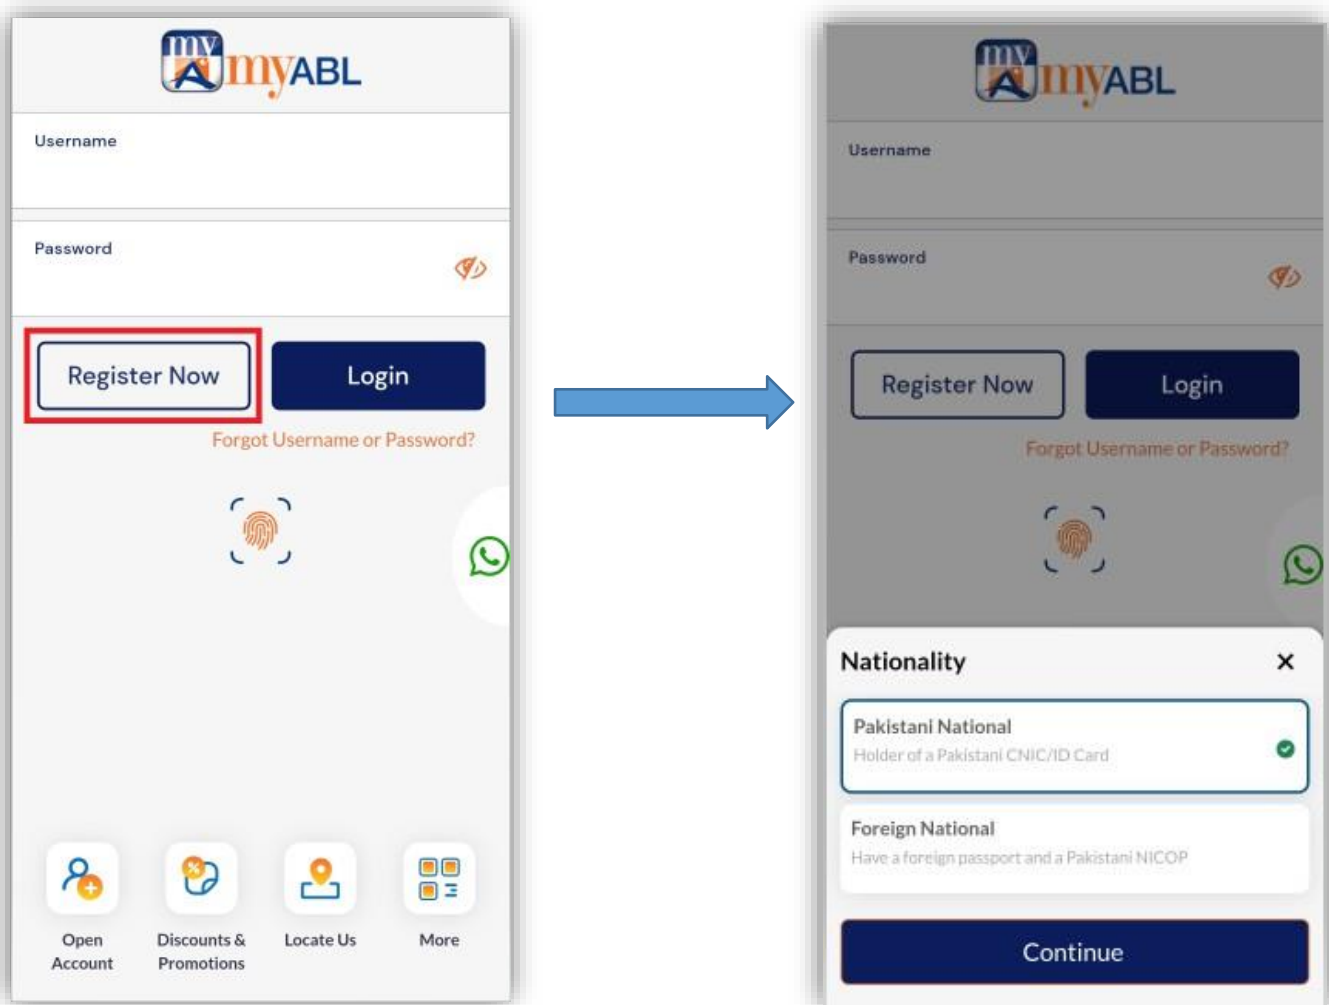 my
myABL
Username
Password
Register Now
Login
Forgot Username or Password?
Open
Account
Discounts &
Promotions
Locate Us
More
my
myABL
Username
Password
Register Now
Login
Forgot Username or Password?
Nationality
Pakistani National
Holder of a Pakistani CNIC/ID Card
Foreign National
Have a foreign passport and a Pakistani NICOP
Continue